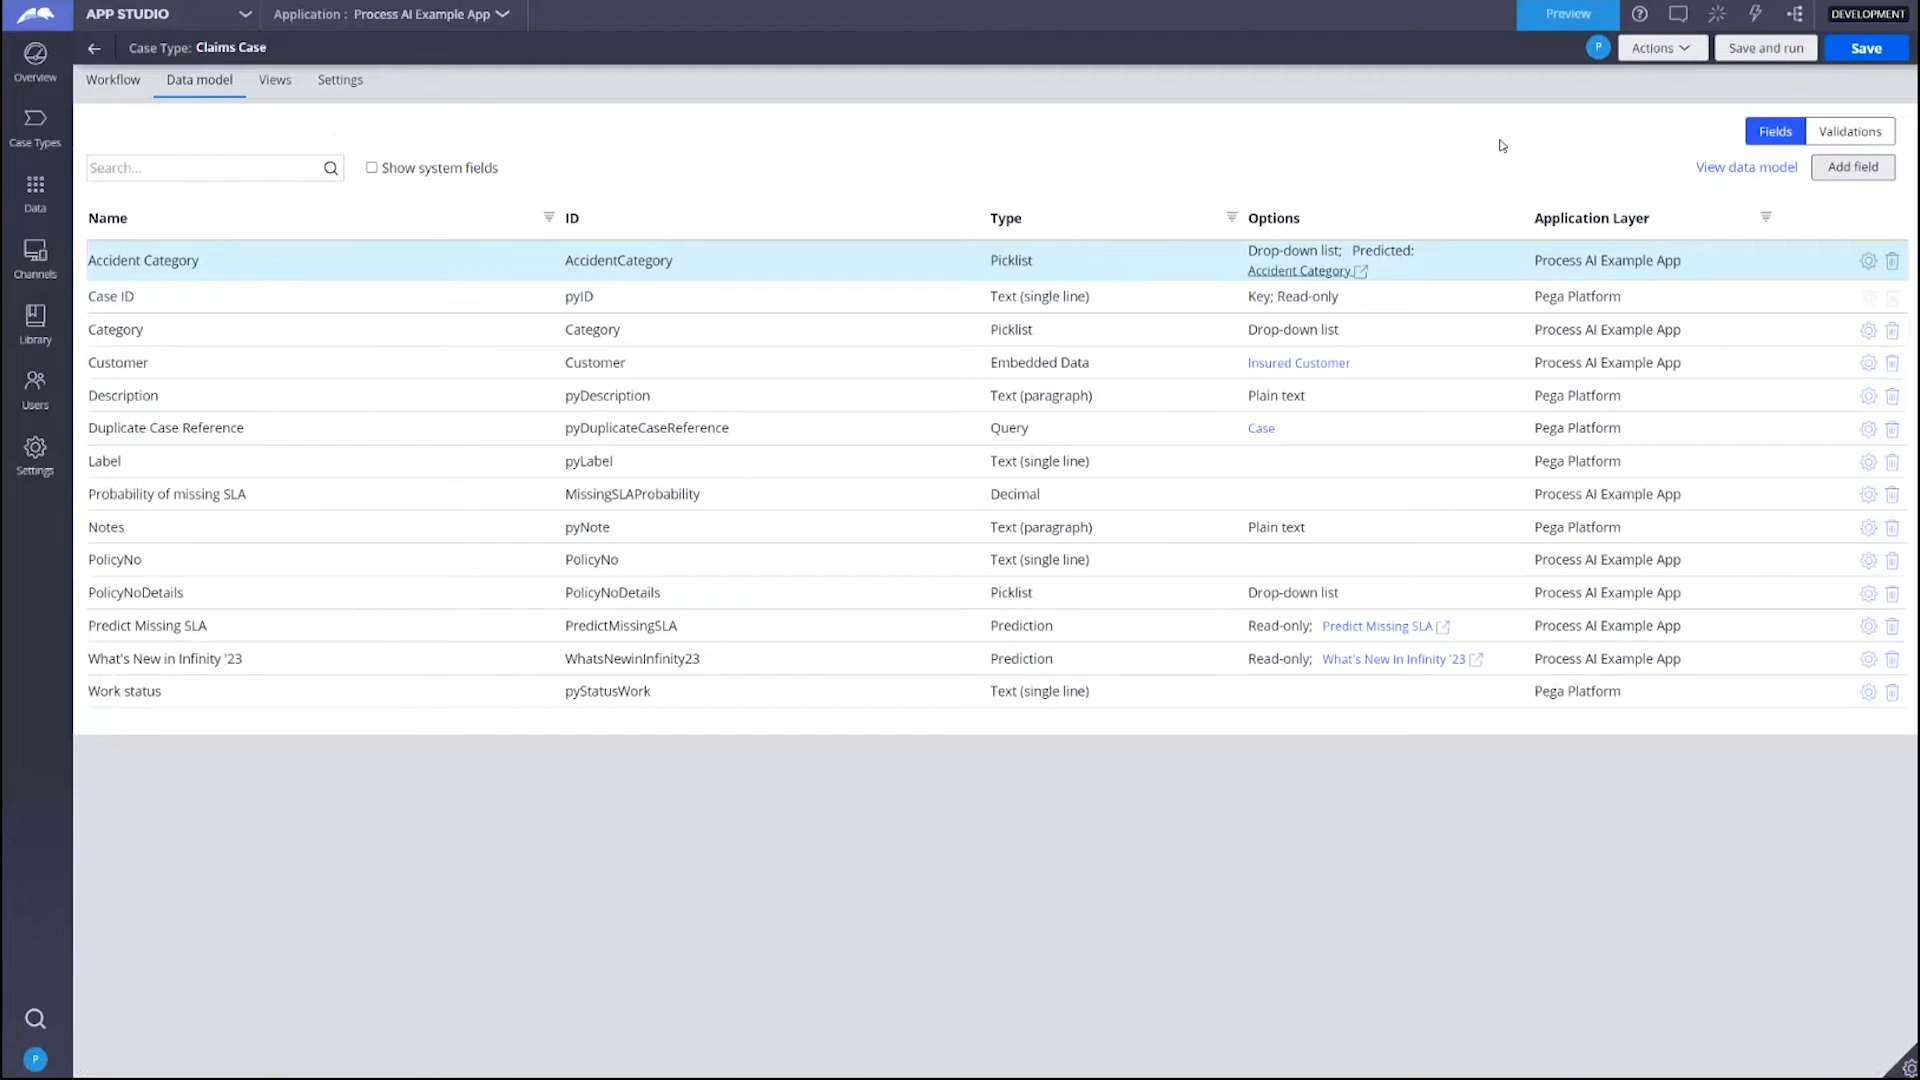 APP STUDIO
Application : Process AI Example App
Preview
DEVELOPMENT
Case Type: Claims Case
P
Actions
Save and run
Save
Overview
Case Types
Data
Channels
Library
Users
Settings
P
Workflow Data model Views Settings
Fields Validations
Search...
Show system fields
View data model
Add field
Name ID Type Options Application Layer
Accident Category AccidentCategory Picklist Drop-down list; Predicted: Process AI Example App
Accident Category
Case ID pyID Text (single line) Key; Read-only Pega Platform
Category Category Picklist Drop-down list Process AI Example App
Customer Customer Embedded Data Insured Customer Process AI Example App
Description pyDescription Text (paragraph) Plain text Pega Platform
Duplicate Case Reference pyDuplicateCaseReference Query Case Pega Platform
Label pyLabel Text (single line) Pega Platform
Probability of missing SLA MissingSLAProbability Decimal Process AI Example App
Notes pyNote Text (paragraph) Plain text Pega Platform
PolicyNo PolicyNo Text (single line) Process AI Example App
PolicyNoDetails PolicyNoDetails Picklist Drop-down list Process AI Example App
Predict Missing SLA PredictMissingSLA Prediction Read-only; Predict Missing SLA Process AI Example App
What's New in Infinity '23 WhatsNewinInfinity23 Prediction Read-only; What's New in Infinity '23 Process AI Example App
Work status pyStatusWork Text (single line) Pega Platform